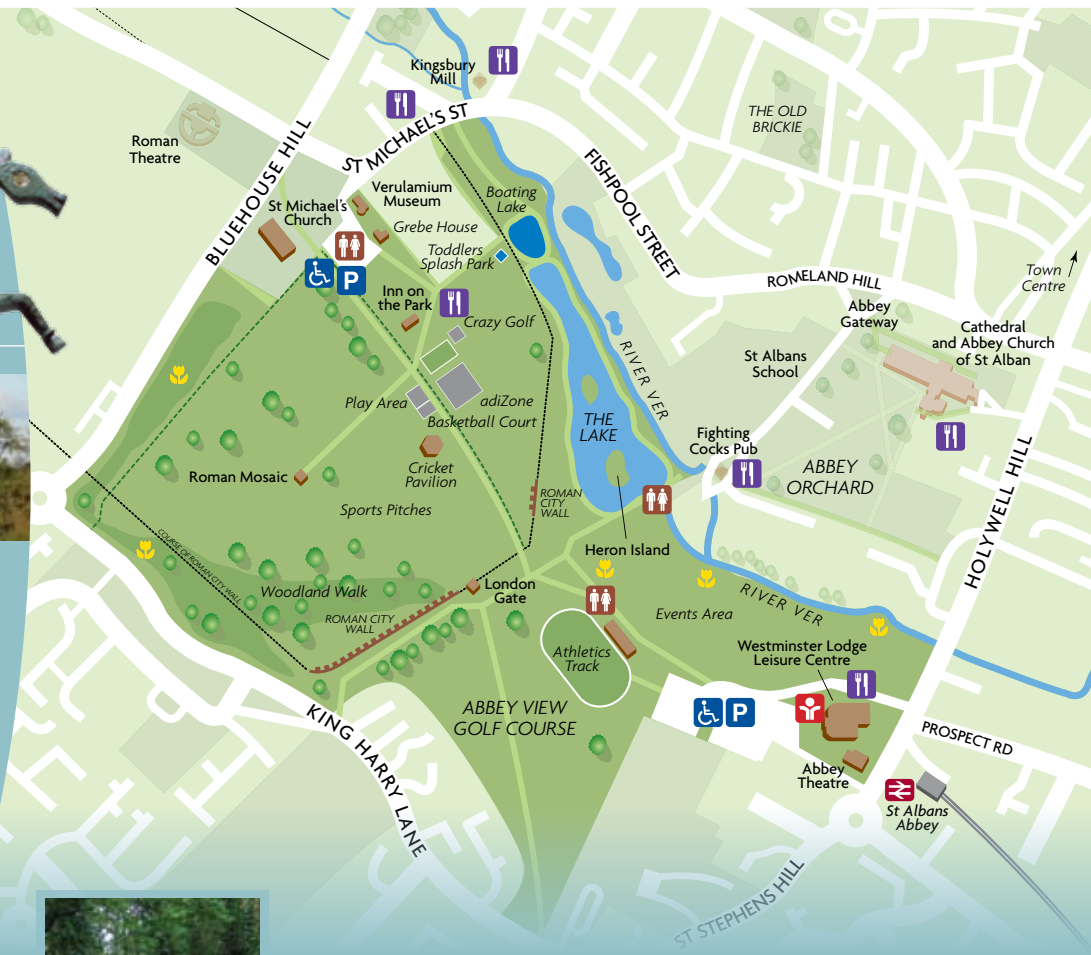 Kingsbury
Mill
THE OLD
BRICKIE
Roman
Theatre
ST MICHAEL'S ST
BLUEHOUSE HILL
FISHPOOL STREET
Verulamium
Museum
Boating
Lake
St Michael's
Church
Grebe House
Toddlers
Splash Park
P
Inn on
the Park
ROMELAND HILL
Town
Centre
Abbey
Gateway
Cathedral
and Abbey Church
of St Alban
Crazy Golf
RIVER VER
St Albans
School
Play Area
adiZone
Basketball Court
THE
LAKE
Fighting
Cocks Pub
Cricket
Pavilion
ABBEY
ORCHARD
HOLYWELL HILL
Roman Mosaic
ROMAN
CITY
WALL
Sports Pitches
Heron Island
COURSE OF ROMAN CITY WALL
Woodland Walk
London
Gate
ROMAN CITY
WALL
Events Area
RIVER VER
Athletics
Track
Westminster Lodge
Leisure Centre
ABBEY VIEW
GOLF COURSE
P
KING HARRY LANE
PROSPECT RD
Abbey
Theatre
St Albans
Abbey
ST STEPHENS HILL